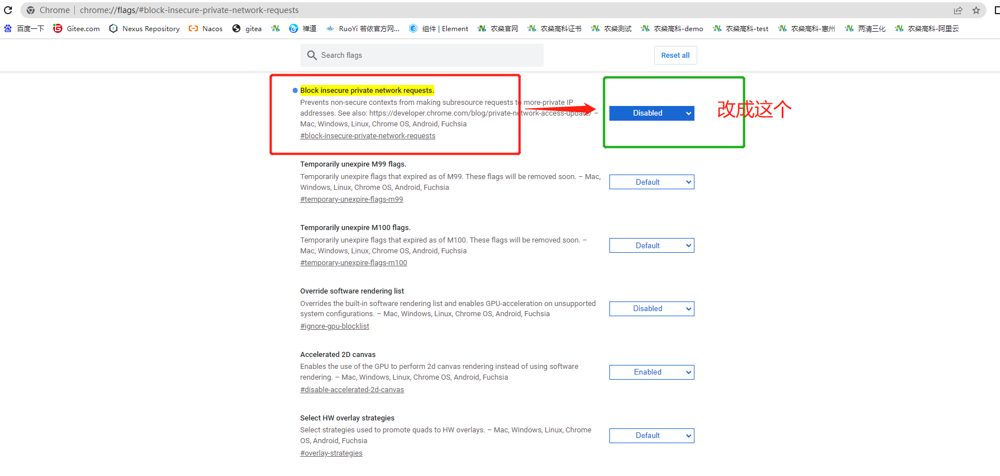 Chrome | chrome://flags/#block-insecure-private-network-requests
百度一下 Gitee.com Nexus Repository Nacos gitea 禅道 RuoYi 若依官方网... 组件 | Element 农燊官网 农燊高科证书 农燊测试 农燊高科-demo 农燊高科-test 农燊高科-惠州 两清三化 农燊高科-阿里云
Search flags
Reset all
Block insecure private network requests.
Prevents non-secure contexts from making subresource requests to more-private IP
addresses. See also: https://developer.chrome.com/blog/private-network-access-update/ –
Mac, Windows, Linux, Chrome OS, Android, Fuchsia
#block-insecure-private-network-requests
Disabled
改成这个
Temporarily unexpire M99 flags.
Temporarily unexpire flags that expired as of M99. These flags will be removed soon. – Mac,
Windows, Linux, Chrome OS, Android, Fuchsia
#temporary-unexpire-flags-m99
Default
Temporarily unexpire M100 flags.
Temporarily unexpire flags that expired as of M100. These flags will be removed soon. –
Mac, Windows, Linux, Chrome OS, Android, Fuchsia
#temporary-unexpire-flags-m100
Default
Override software rendering list
Overrides the built-in software rendering list and enables GPU-acceleration on unsupported
system configurations. – Mac, Windows, Linux, Chrome OS, Android, Fuchsia
#ignore-gpu-blocklist
Disabled
Accelerated 2D canvas
Enables the use of the GPU to perform 2d canvas rendering instead of using software
rendering. – Mac, Windows, Linux, Chrome OS, Android, Fuchsia
#disable-accelerated-2d-canvas
Enabled
Select HW overlay strategies
Select strategies used to promote quads to HW overlays. – Mac, Windows, Linux, Chrome
OS, Android, Fuchsia
#overlay-strategies
Default